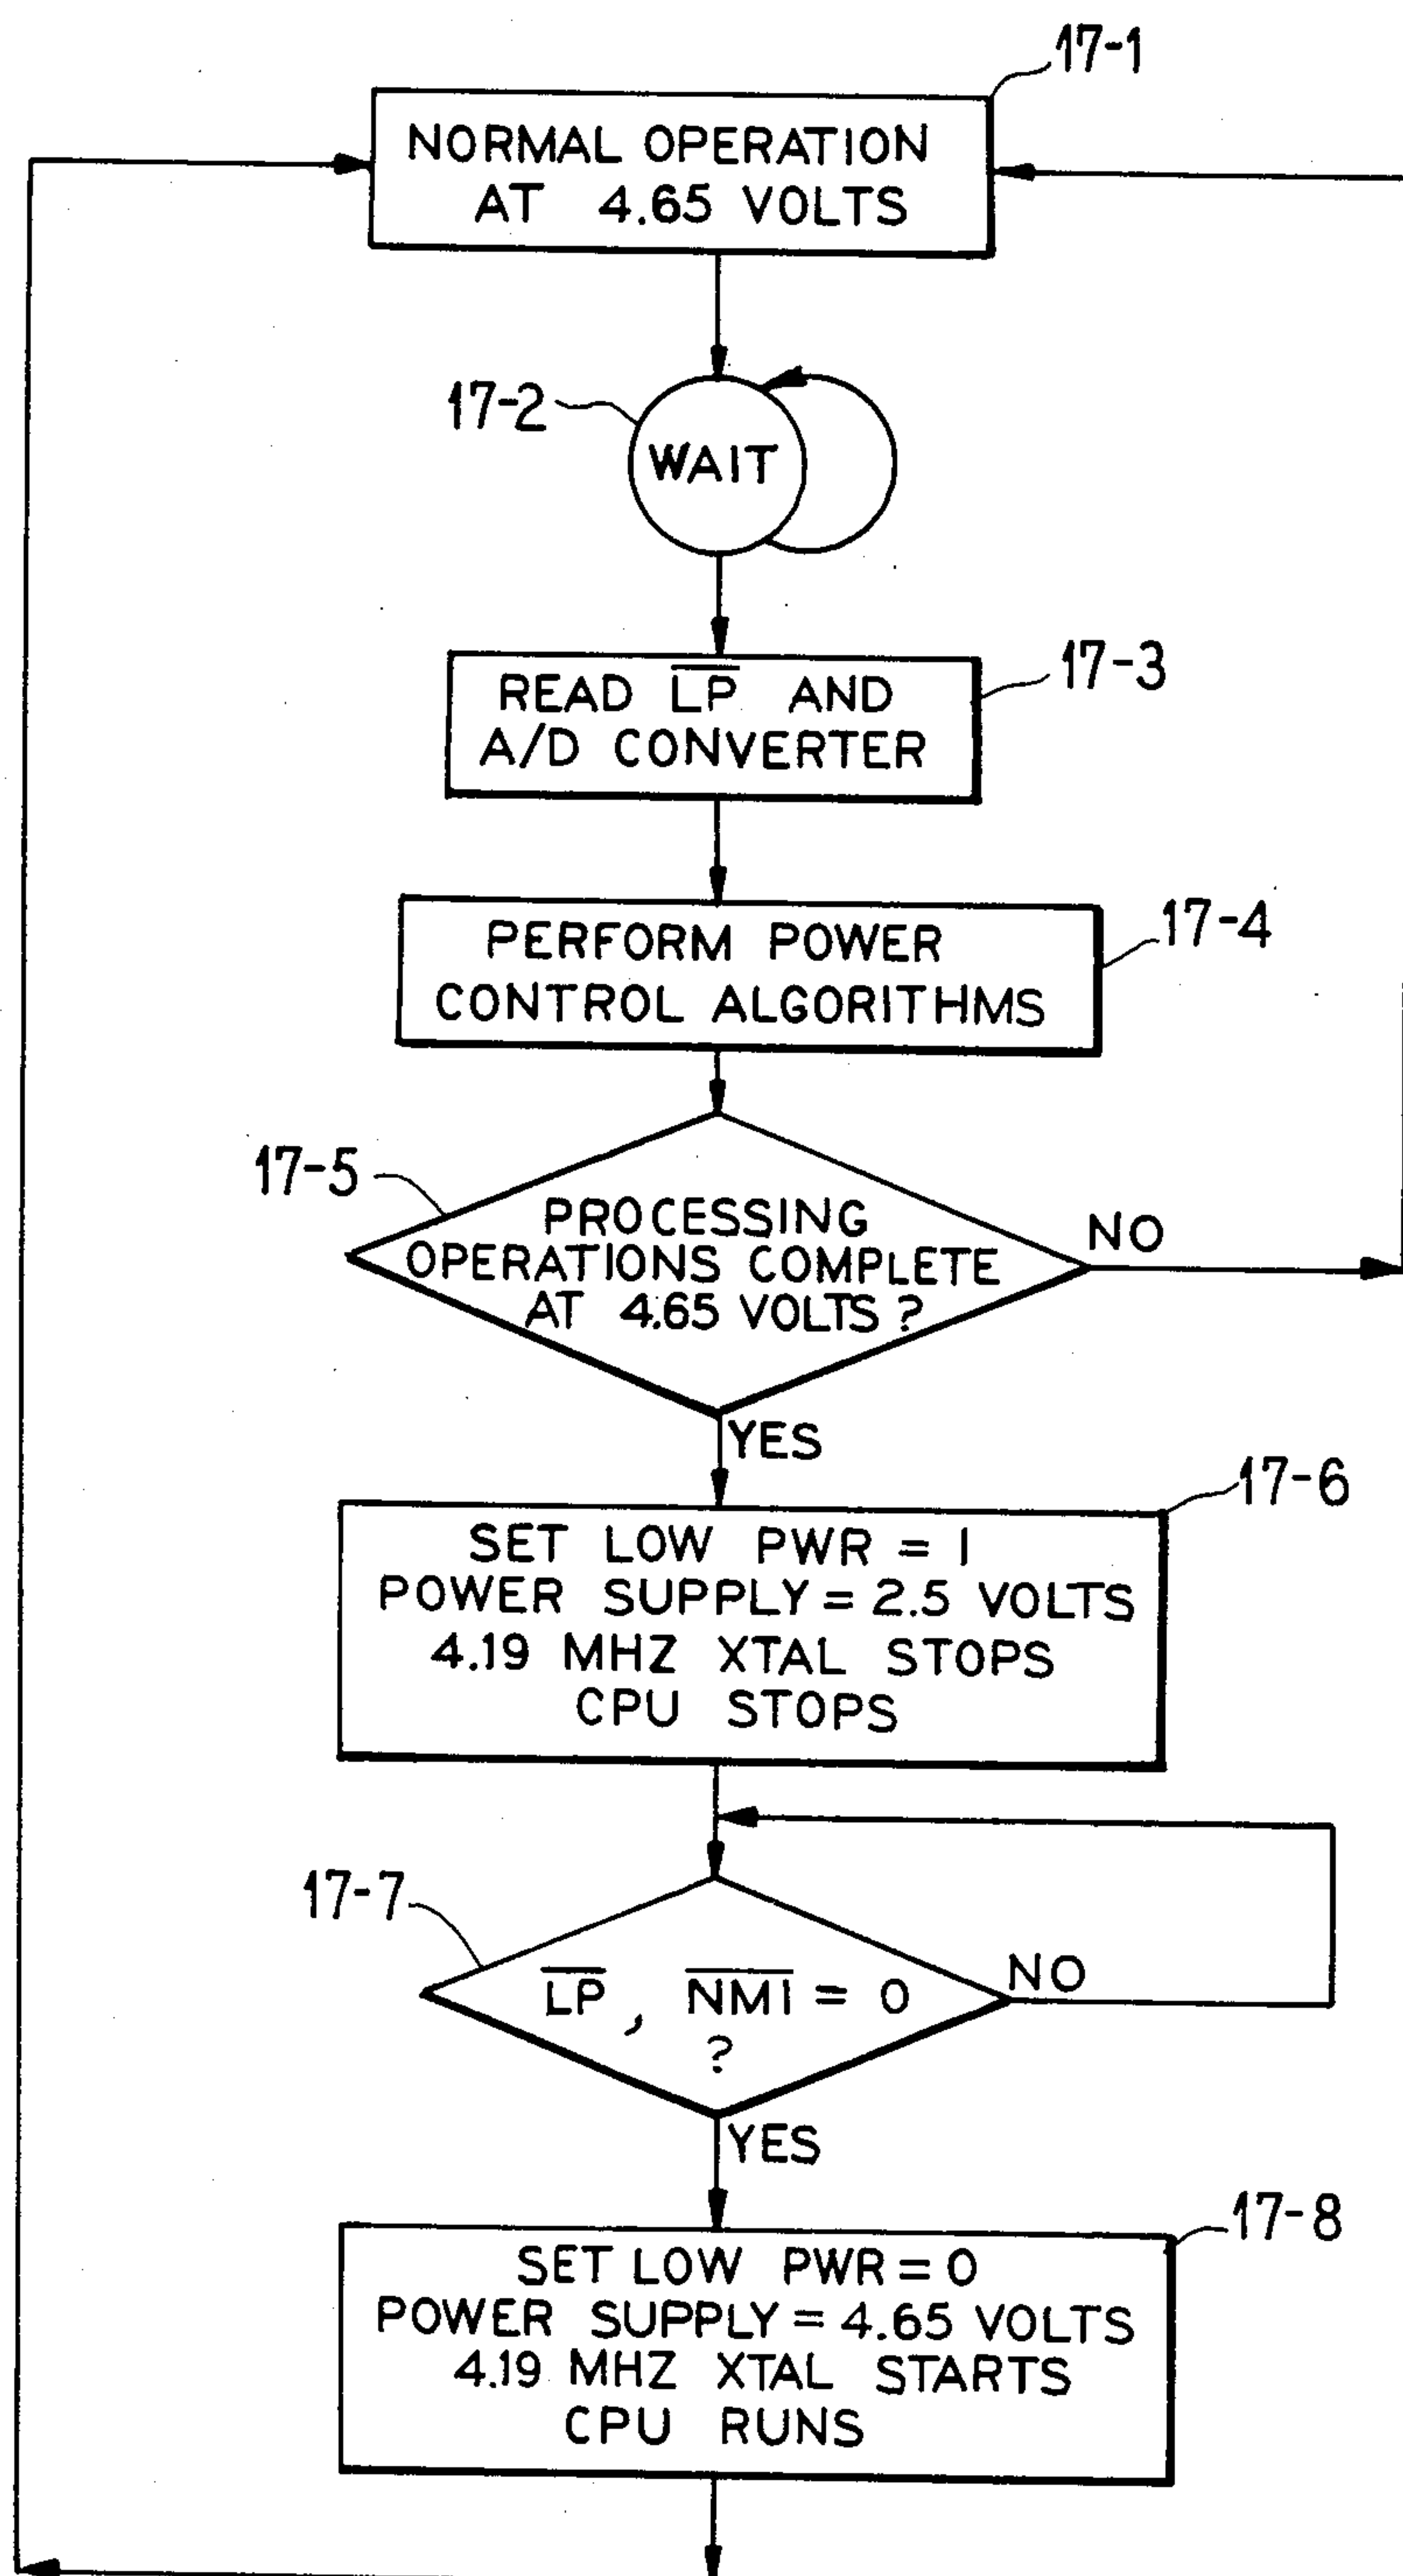 17-1
NORMAL OPERATION
AT 4.65 VOLTS
17-2
WAIT
17-3
READ L̅P̅ AND
A/D CONVERTER
17-4
PERFORM POWER
CONTROL ALGORITHMS
17-5
PROCESSING
OPERATIONS COMPLETE
AT 4.65 VOLTS ?
NO
YES
17-6
SET LOW PWR = 1
POWER SUPPLY = 2.5 VOLTS
4.19 MHZ XTAL STOPS
CPU STOPS
17-7
L̅P̅ , N̅M̅I̅ = 0
?
NO
YES
17-8
SET LOW PWR = 0
POWER SUPPLY = 4.65 VOLTS
4.19 MHZ XTAL STARTS
CPU RUNS